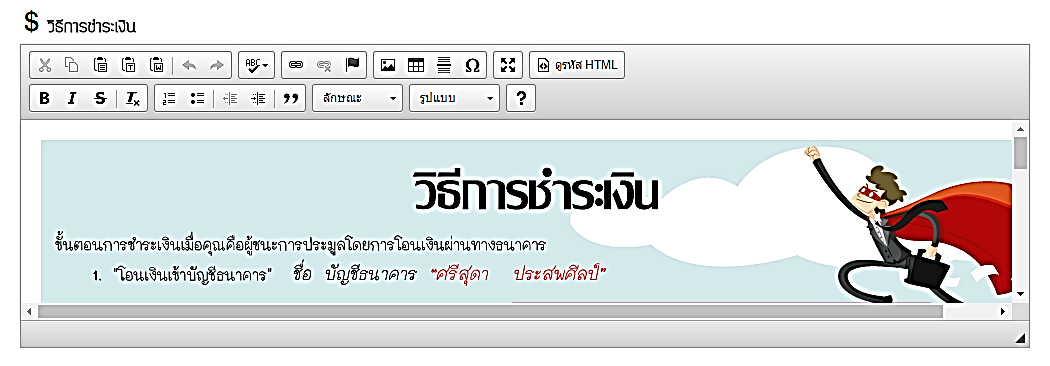 $ วิธีการชำระเงิน
ABC
ดูรหัส HTML
B I S Tx
ลักษณะ
รูปแบบ
?
วิธีการชำระเงิน
ขั้นตอนการชำระเงินเมื่อคุณคือผู้ชนะการประมูลโดยการโอนเงินผ่านทางธนาคาร
1. "โอนเงินเข้าบัญชีธนาคาร" ชื่อ บัญชีธนาคาร "ศรีสุดา ประสพศิลป์"